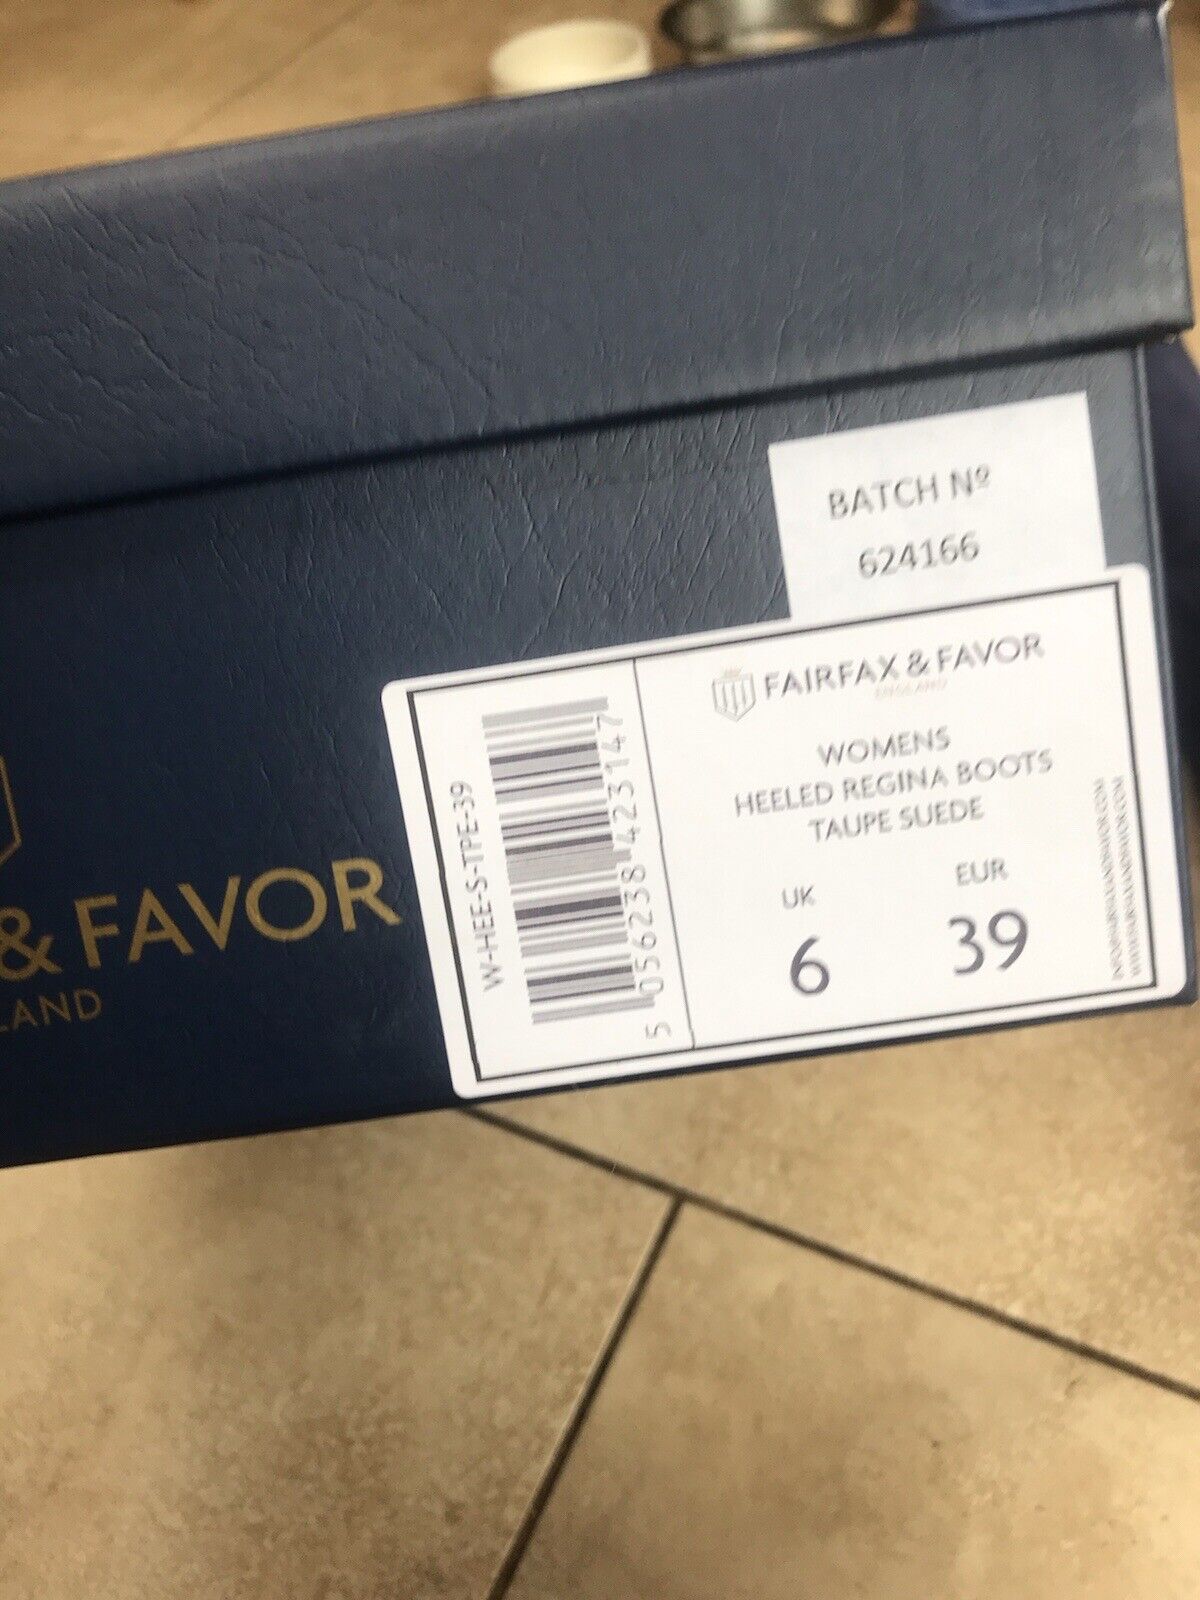 BATCH Nº
624166
FAIRFAX & FAVOR
ENGLAND
WOMENS
HEELED REGINA BOOTS
TAUPE SUEDE
UK
EUR
6
39
W-HEE-S-TPE-39
5 056238 423147
& FAVOR
LAND